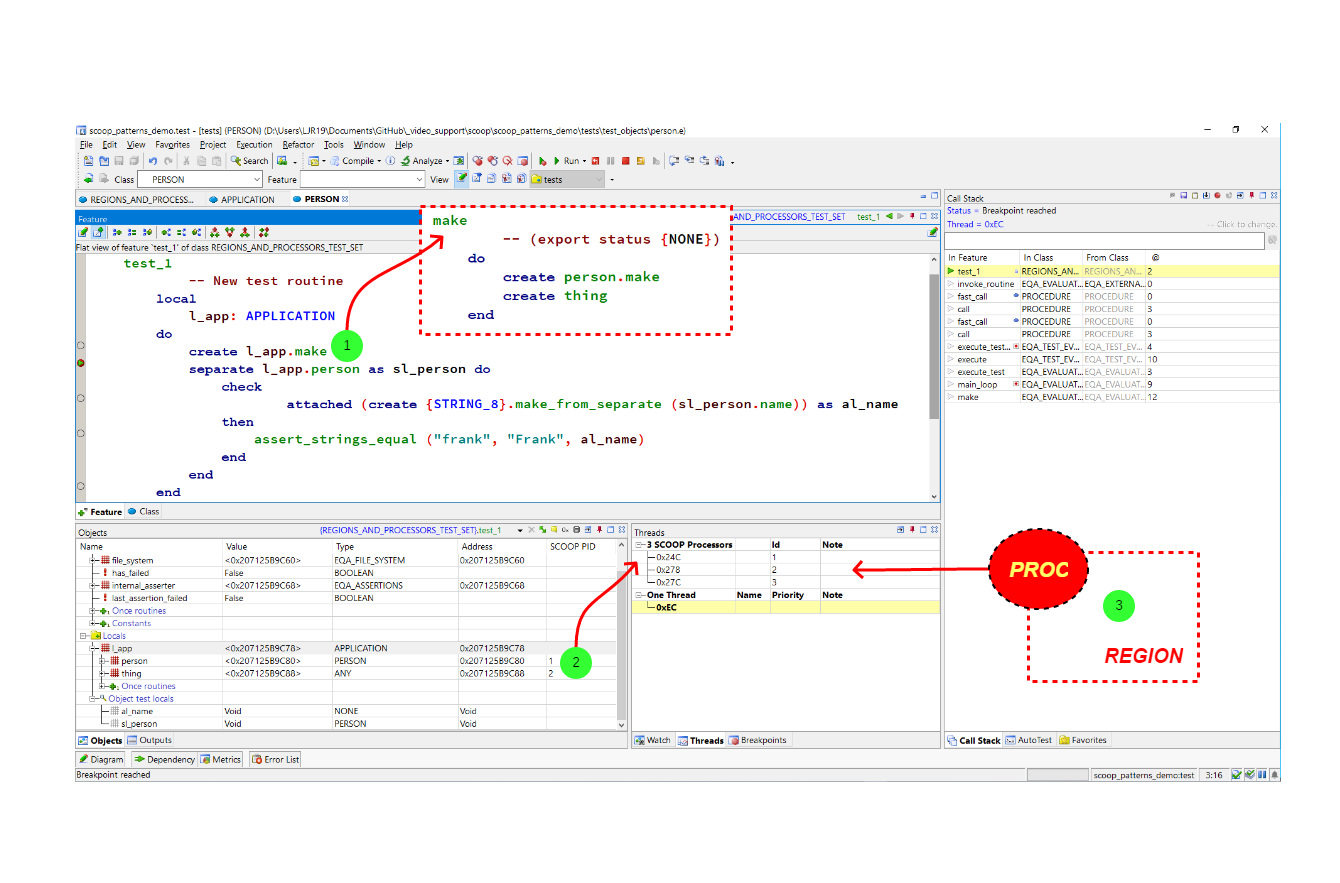 scoop_patterns_demo.test - [tests] {PERSON} (D:\Users\LJR19\Documents\GitHub\_video_support\scoop\scoop_patterns_demo\tests\test_objects\person.e)
File Edit View Favorites Project Execution Refactor Tools Window Help
Search Compile Analyze Run
Class PERSON Feature View tests
REGIONS_AND_PROCESS... APPLICATION PERSON
Feature AND_PROCESSORS_TEST_SET test_1
Flat view of feature `test_1' of class REGIONS_AND_PROCESSORS_TEST_SET
test_1
-- New test routine
local
l_app: APPLICATION
do
create l_app.make
separate l_app.person as sl_person do
check
attached (create {STRING_8}.make_from_separate (sl_person.name)) as al_name
then
assert_strings_equal ("frank", "Frank", al_name)
end
end
end
make
-- (export status {NONE})
do
create person.make
create thing
end
1
Feature Class
Call Stack
Status = Breakpoint reached
Thread = 0xEC -- Click to change.
In Feature In Class From Class @
test_1 REGIONS_AN... REGIONS_AN... 2
invoke_routine EQA_EVALUAT... EQA_EXTERNA... 0
fast_call PROCEDURE PROCEDURE 0
call PROCEDURE PROCEDURE 3
fast_call PROCEDURE PROCEDURE 0
call PROCEDURE PROCEDURE 3
execute_test... EQA_TEST_EV... EQA_TEST_EV... 4
execute EQA_TEST_EV... EQA_TEST_EV... 10
execute_test EQA_EVALUAT... EQA_EVALUAT... 3
main_loop EQA_EVALUAT... EQA_EVALUAT... 9
make EQA_EVALUAT... EQA_EVALUAT... 12
Objects {REGIONS_AND_PROCESSORS_TEST_SET}.test_1
Name Value Type Address SCOOP PID
file_system <0x207125B9C60> EQA_FILE_SYSTEM 0x207125B9C60
has_failed False BOOLEAN
internal_asserter <0x207125B9C68> EQA_ASSERTIONS 0x207125B9C68
last_assertion_failed False BOOLEAN
Once routines
Constants
Locals
l_app <0x207125B9C78> APPLICATION 0x207125B9C78
person <0x207125B9C80> PERSON 0x207125B9C80 1
thing <0x207125B9C88> ANY 0x207125B9C88 2
Once routines
Object test locals
al_name Void NONE Void
sl_person Void PERSON Void
2
Objects Outputs
Threads
3 SCOOP Processors Id Note
0x24C 1
0x278 2
0x27C 3
One Thread Name Priority Note
0xEC
Watch Threads Breakpoints
PROC
3
REGION
Call Stack AutoTest Favorites
Diagram Dependency Metrics Error List
Breakpoint reached scoop_patterns_demo:test 3:16